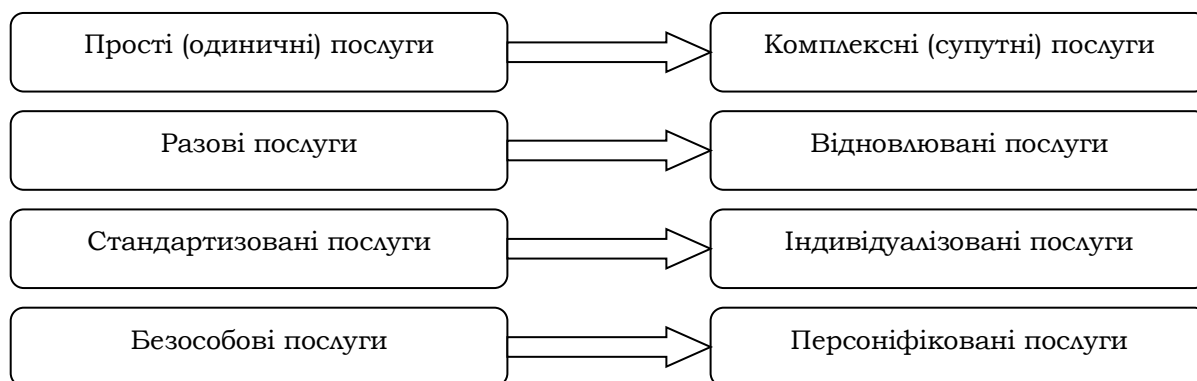 Прості (одиничні) послуги
Комплексні (супутні) послуги
Разові послуги
Відновлювані послуги
Стандартизовані послуги
Індивідуалізовані послуги
Безособові послуги
Персоніфіковані послуги